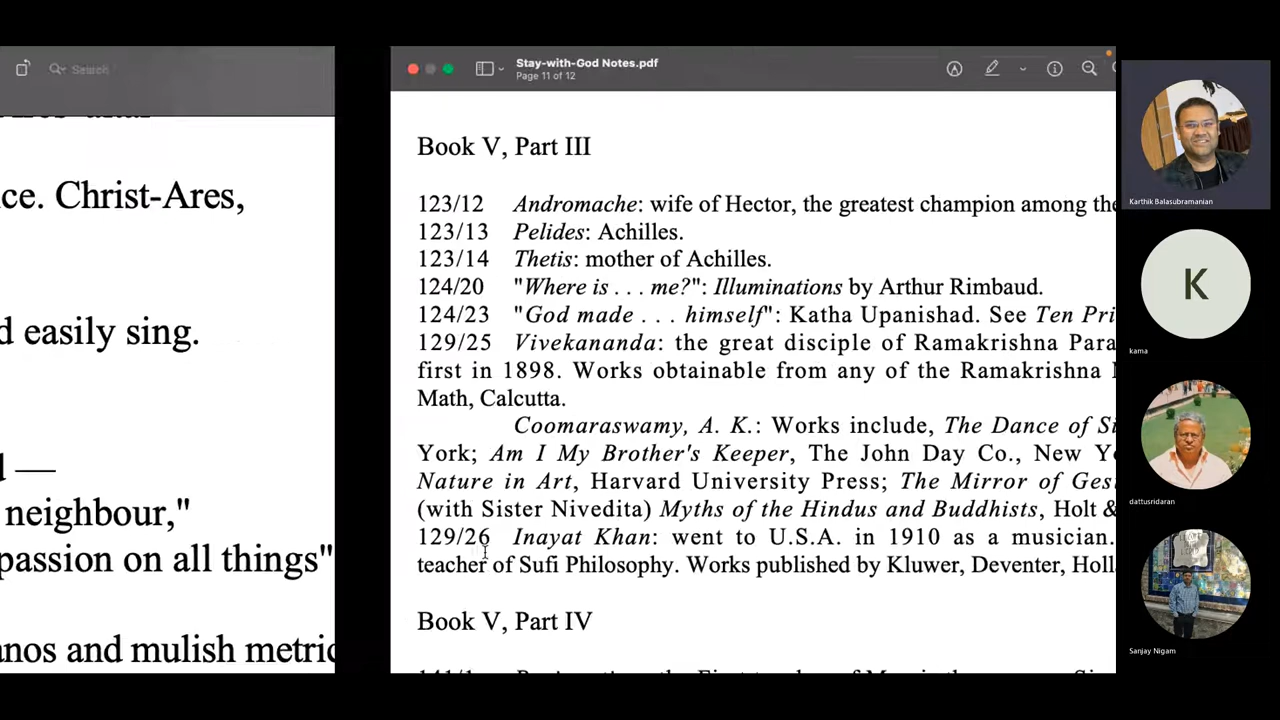 Search
ce. Christ-Ares,
d easily sing.
neighbour,"
passion on all things"
anos and mulish metric
Stay-with-God Notes.pdf
Page 11 of 12
Book V, Part III
123/12 Andromache: wife of Hector, the greatest champion among the
123/13 Pelides: Achilles.
123/14 Thetis: mother of Achilles.
124/20 "Where is . . . me?": Illuminations by Arthur Rimbaud.
124/23 "God made . . . himself": Katha Upanishad. See Ten Pri
129/25 Vivekananda: the great disciple of Ramakrishna Para
first in 1898. Works obtainable from any of the Ramakrishna
Math, Calcutta.
Coomaraswamy, A. K.: Works include, The Dance of Si
York; Am I My Brother's Keeper, The John Day Co., New Yo
Nature in Art, Harvard University Press; The Mirror of Gest
(with Sister Nivedita) Myths of the Hindus and Buddhists, Holt &
129/26 Inayat Khan: went to U.S.A. in 1910 as a musician.
teacher of Sufi Philosophy. Works published by Kluwer, Deventer, Holl
Book V, Part IV
Karthik Balasubramanian
K
kama
dattusridaran
Sanjay Nigam